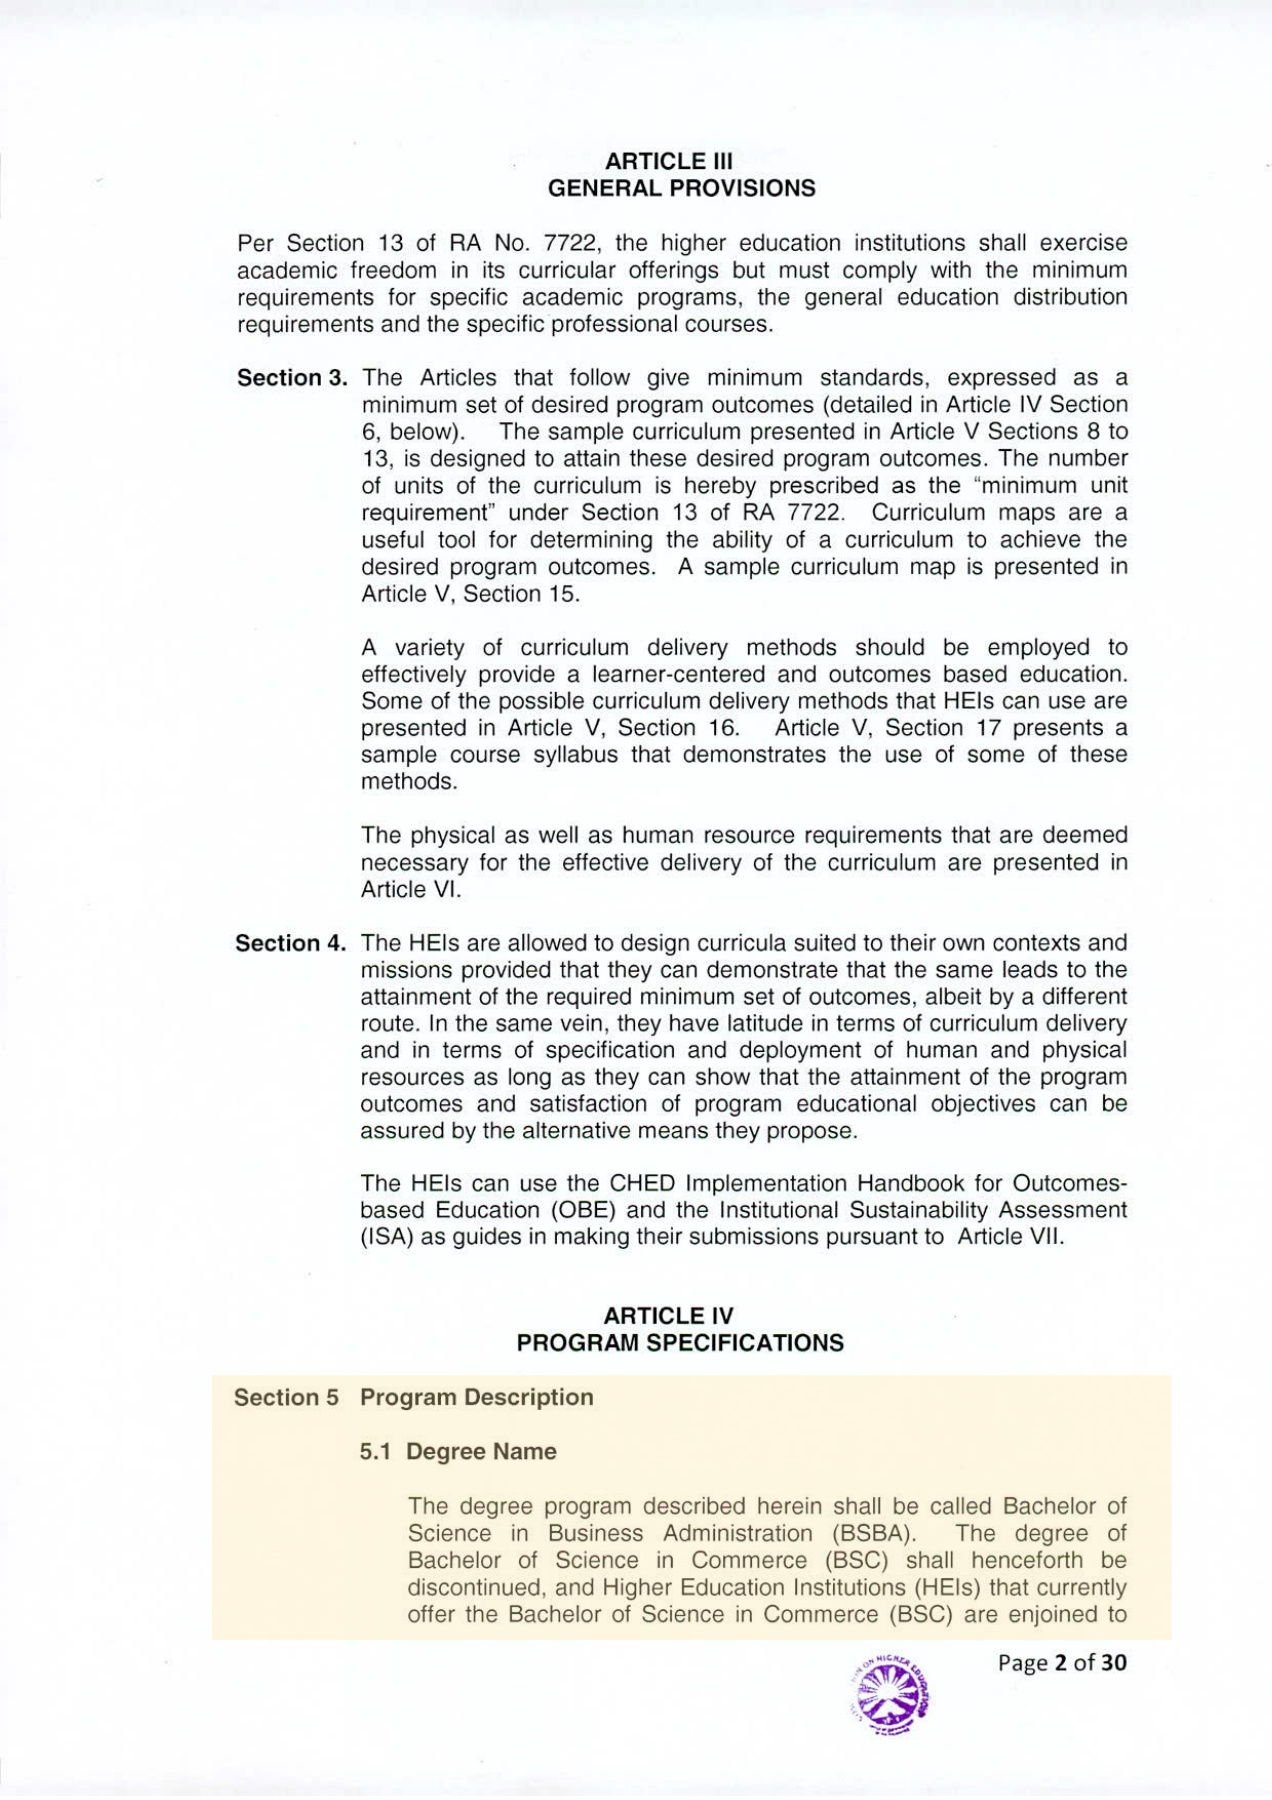 ARTICLE III
GENERAL PROVISIONS
Per Section 13 of RA No. 7722, the higher education institutions shall exercise
academic freedom in its curricular offerings but must comply with the minimum
requirements for specific academic programs, the general education distribution
requirements and the specific professional courses.
Section 3. The Articles that follow give minimum standards, expressed as a
minimum set of desired program outcomes (detailed in Article IV Section
6, below). The sample curriculum presented in Article V Sections 8 to
13, is designed to attain these desired program outcomes. The number
of units of the curriculum is hereby prescribed as the “minimum unit
requirement” under Section 13 of RA 7722. Curriculum maps are a
useful tool for determining the ability of a curriculum to achieve the
desired program outcomes. A sample curriculum map is presented in
Article V, Section 15.
A variety of curriculum delivery methods should be employed to
effectively provide a learner-centered and outcomes based education.
Some of the possible curriculum delivery methods that HEIs can use are
presented in Article V, Section 16. Article V, Section 17 presents a
sample course syllabus that demonstrates the use of some of these
methods.
The physical as well as human resource requirements that are deemed
necessary for the effective delivery of the curriculum are presented in
Article VI.
Section 4. The HEIs are allowed to design curricula suited to their own contexts and
missions provided that they can demonstrate that the same leads to the
attainment of the required minimum set of outcomes, albeit by a different
route. In the same vein, they have latitude in terms of curriculum delivery
and in terms of specification and deployment of human and physical
resources as long as they can show that the attainment of the program
outcomes and satisfaction of program educational objectives can be
assured by the alternative means they propose.
The HEIs can use the CHED Implementation Handbook for Outcomes-
based Education (OBE) and the Institutional Sustainability Assessment
(ISA) as guides in making their submissions pursuant to Article VII.
ARTICLE IV
PROGRAM SPECIFICATIONS
Section 5 Program Description
5.1 Degree Name
The degree program described herein shall be called Bachelor of
Science in Business Administration (BSBA). The degree of
Bachelor of Science in Commerce (BSC) shall henceforth be
discontinued, and Higher Education Institutions (HEIs) that currently
offer the Bachelor of Science in Commerce (BSC) are enjoined to
Page 2 of 30
ON HIGHER EDUCATION